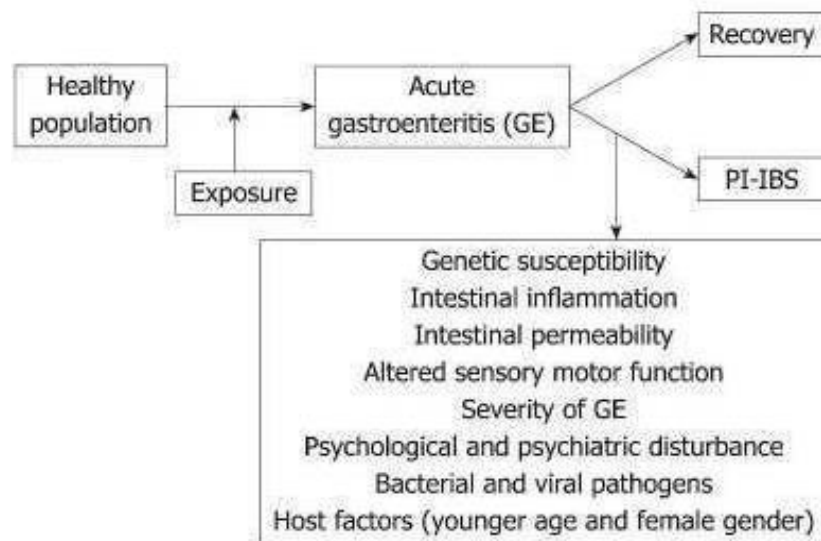 Recovery
Healthy
population
Acute
gastroenteritis (GE)
Exposure
PI-IBS
Genetic susceptibility
Intestinal inflammation
Intestinal permeability
Altered sensory motor function
Severity of GE
Psychological and psychiatric disturbance
Bacterial and viral pathogens
Host factors (younger age and female gender)